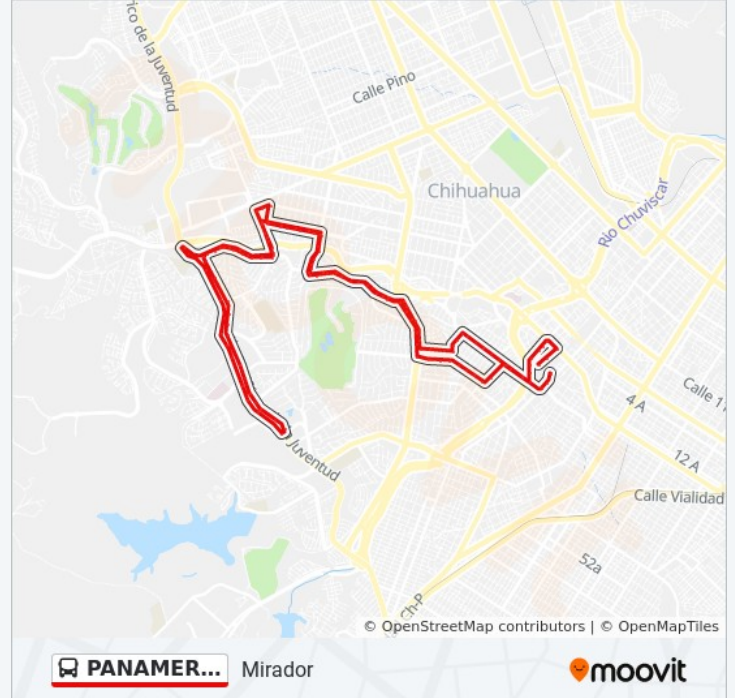 rico de la Juventud
Calle Pino
Chihuahua
Río Chuviscar
Calle 11
4 A
12 A
Juventud
Calle Vialidad
52a
Ch-P
© OpenStreetMap contributors | © OpenMapTiles
PANAMER... Mirador
moovit